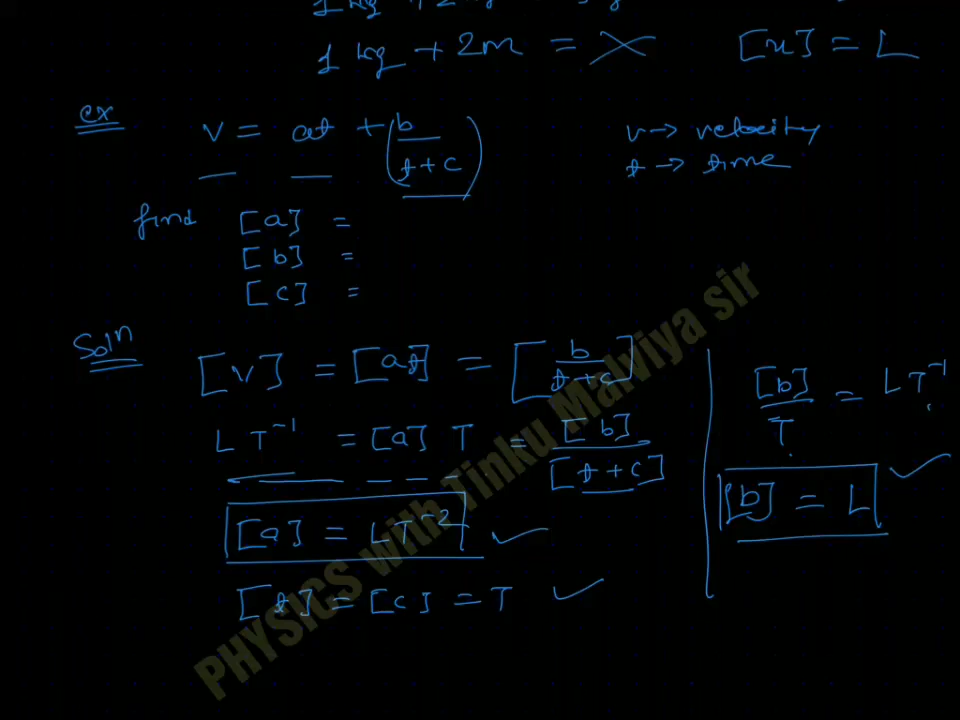 1 kg + 2m = X [x] = L
ex v = at + (b / t + c)
v → velocity
t → time
find [a] =
[b] =
[c] =
Soln [v] = [at] = [b / t + c]
L T⁻¹ = [a] T = [b] / [t + c]
[a] = L T⁻²
[t] = [c] = T
[b] / T = L T⁻¹
[b] = L
PHYSICS with Tinku Malviya sir